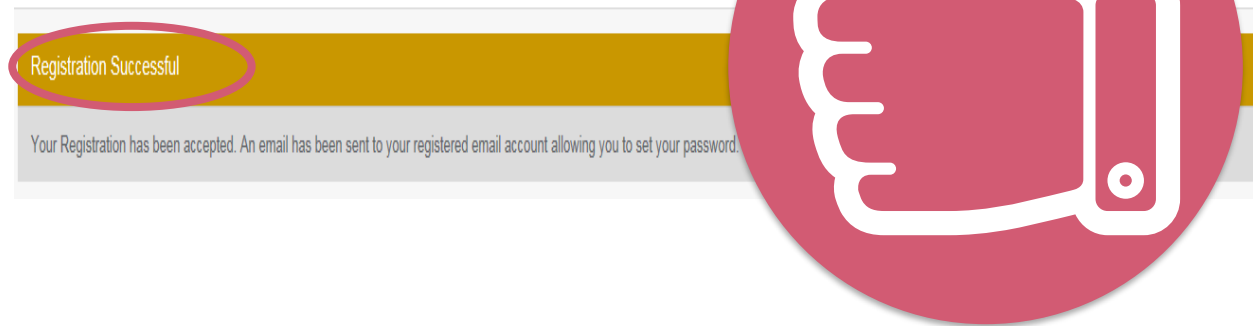 Registration Successful
Your Registration has been accepted. An email has been sent to your registered email account allowing you to set your password.